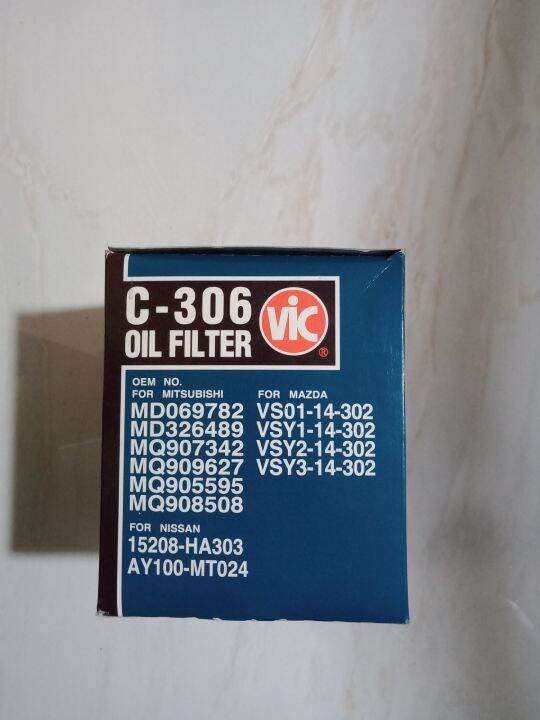 C-306
OIL FILTER
VIC
®
OEM NO.
FOR MITSUBISHI
MD069782
MD326489
MQ907342
MQ909627
MQ905595
MQ908508
FOR MAZDA
VS01-14-302
VSY1-14-302
VSY2-14-302
VSY3-14-302
FOR NISSAN
15208-HA303
AY100-MT024